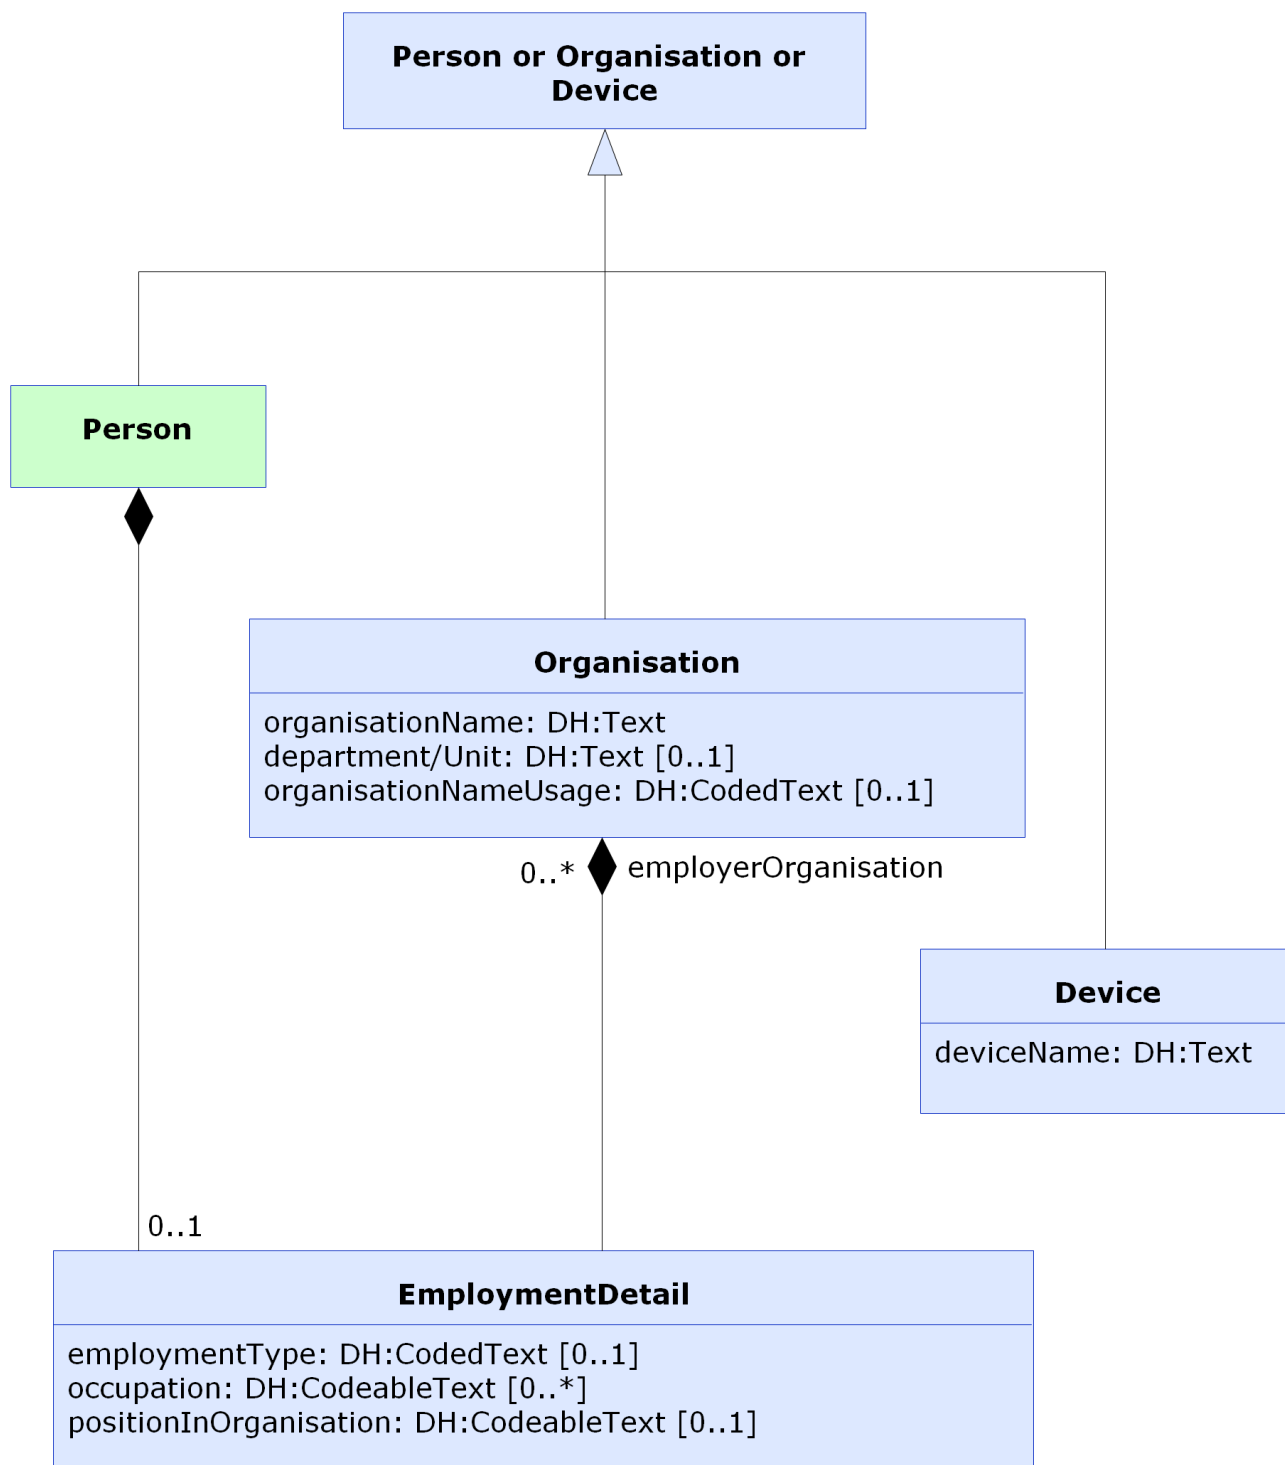 Person or Organisation or
Device
Person
Organisation
organisationName: DH:Text
department/Unit: DH:Text [0..1]
organisationNameUsage: DH:CodedText [0..1]
0..*
employerOrganisation
Device
deviceName: DH:Text
0..1
EmploymentDetail
employmentType: DH:CodedText [0..1]
occupation: DH:CodeableText [0..*]
positionInOrganisation: DH:CodeableText [0..1]